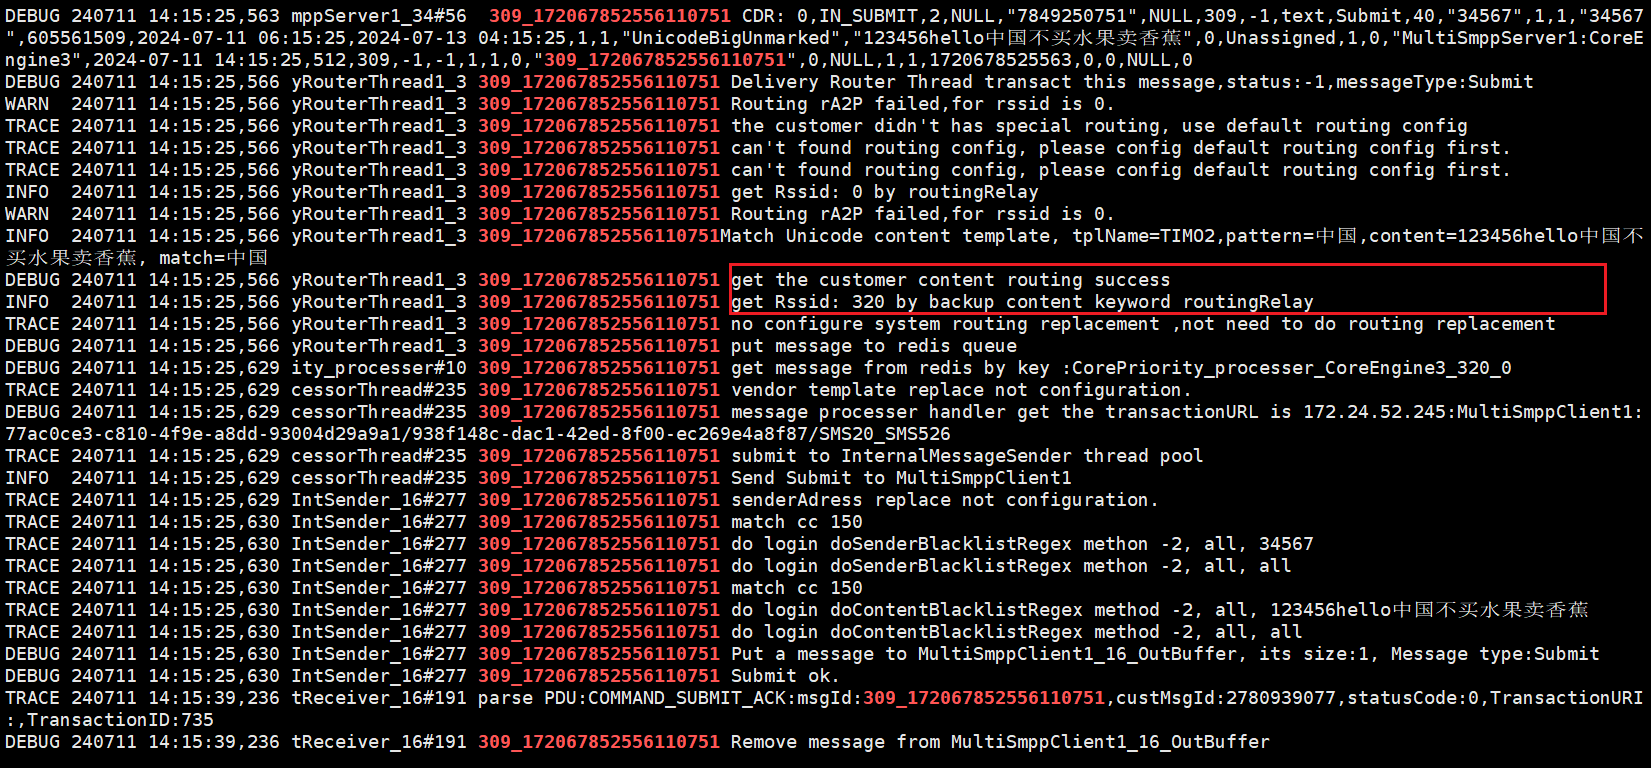 DEBUG 240711 14:15:25,563 mppServer1_34#56  309_172067852556110751 CDR: 0,IN_SUBMIT,2,NULL,"7849250751",NULL,309,-1,text,Submit,40,"34567",1,1,"34567
",605561509,2024-07-11 06:15:25,2024-07-13 04:15:25,1,1,"UnicodeBigUnmarked","123456hello中国不买水果卖香蕉",0,Unassigned,1,0,"MultiSmppServer1:CoreE
ngine3",2024-07-11 14:15:25,512,309,-1,-1,1,1,0,"309_172067852556110751",0,NULL,1,1,1720678525563,0,0,NULL,0
DEBUG 240711 14:15:25,566 yRouterThread1_3 309_172067852556110751 Delivery Router Thread transact this message,status:-1,messageType:Submit
WARN  240711 14:15:25,566 yRouterThread1_3 309_172067852556110751 Routing rA2P failed,for rssid is 0.
TRACE 240711 14:15:25,566 yRouterThread1_3 309_172067852556110751 the customer didn't has special routing, use default routing config
TRACE 240711 14:15:25,566 yRouterThread1_3 309_172067852556110751 can't found routing config, please config default routing config first.
TRACE 240711 14:15:25,566 yRouterThread1_3 309_172067852556110751 can't found routing config, please config default routing config first.
INFO  240711 14:15:25,566 yRouterThread1_3 309_172067852556110751 get Rssid: 0 by routingRelay
WARN  240711 14:15:25,566 yRouterThread1_3 309_172067852556110751 Routing rA2P failed,for rssid is 0.
INFO  240711 14:15:25,566 yRouterThread1_3 309_172067852556110751Match Unicode content template, tplName=TIMO2,pattern=中国,content=123456hello中国不
买水果卖香蕉, match=中国
DEBUG 240711 14:15:25,566 yRouterThread1_3 309_172067852556110751 get the customer content routing success
INFO  240711 14:15:25,566 yRouterThread1_3 309_172067852556110751 get Rssid: 320 by backup content keyword routingRelay
TRACE 240711 14:15:25,566 yRouterThread1_3 309_172067852556110751 no configure system routing replacement ,not need to do routing replacement
DEBUG 240711 14:15:25,566 yRouterThread1_3 309_172067852556110751 put message to redis queue
DEBUG 240711 14:15:25,629 ity_processer#10 309_172067852556110751 get message from redis by key :CorePriority_processer_CoreEngine3_320_0
TRACE 240711 14:15:25,629 cessorThread#235 309_172067852556110751 vendor template replace not configuration.
DEBUG 240711 14:15:25,629 cessorThread#235 309_172067852556110751 message processer handler get the transactionURL is 172.24.52.245:MultiSmppClient1:
77ac0ce3-c810-4f9e-a8dd-93004d29a9a1/938f148c-dac1-42ed-8f00-ec269e4a8f87/SMS20_SMS526
TRACE 240711 14:15:25,629 cessorThread#235 309_172067852556110751 submit to InternalMessageSender thread pool
INFO  240711 14:15:25,629 cessorThread#235 309_172067852556110751 Send Submit to MultiSmppClient1
TRACE 240711 14:15:25,629 IntSender_16#277 309_172067852556110751 senderAdress replace not configuration.
TRACE 240711 14:15:25,630 IntSender_16#277 309_172067852556110751 match cc 150
TRACE 240711 14:15:25,630 IntSender_16#277 309_172067852556110751 do login doSenderBlacklistRegex methon -2, all, 34567
TRACE 240711 14:15:25,630 IntSender_16#277 309_172067852556110751 do login doSenderBlacklistRegex methon -2, all, all
TRACE 240711 14:15:25,630 IntSender_16#277 309_172067852556110751 match cc 150
TRACE 240711 14:15:25,630 IntSender_16#277 309_172067852556110751 do login doContentBlacklistRegex method -2, all, 123456hello中国不买水果卖香蕉
TRACE 240711 14:15:25,630 IntSender_16#277 309_172067852556110751 do login doContentBlacklistRegex method -2, all, all
DEBUG 240711 14:15:25,630 IntSender_16#277 309_172067852556110751 Put a message to MultiSmppClient1_16_OutBuffer, its size:1, Message type:Submit
DEBUG 240711 14:15:25,630 IntSender_16#277 309_172067852556110751 Submit ok.
TRACE 240711 14:15:39,236 tReceiver_16#191 parse PDU:COMMAND_SUBMIT_ACK:msgId:309_172067852556110751,custMsgId:2780939077,statusCode:0,TransactionURI
:,TransactionID:735
DEBUG 240711 14:15:39,236 tReceiver_16#191 309_172067852556110751 Remove message from MultiSmppClient1_16_OutBuffer